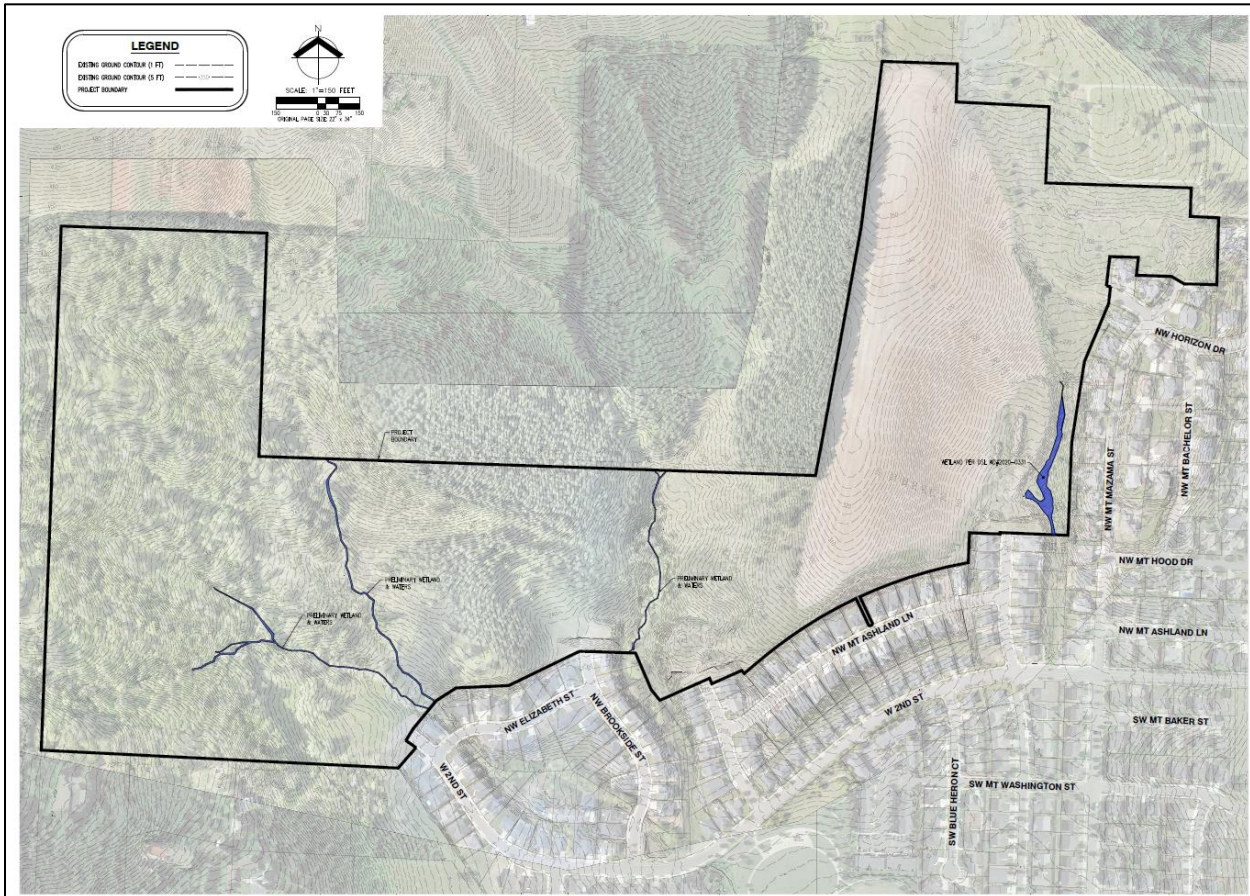 LEGEND
EXISTING GROUND CONTOUR (1 FT)
EXISTING GROUND CONTOUR (5 FT)
PROJECT BOUNDARY
N
SCALE: 1"=150 FEET
150 0 30 75 150
ORIGINAL PAGE SIZE: 22" x 34"
NW HORIZON DR
PROJECT
BOUNDARY
NW MT BACHELOR ST
WETLAND PER DSL
NW MT MAZAMA ST
NW MT HOOD DR
PRELIMINARY WETLAND
& WATERS
PRELIMINARY WETLAND
& WATERS
PRELIMINARY WETLAND
& WATERS
NW MT ASHLAND LN
NW MT ASHLAND LN
W 2ND ST
NW ELIZABETH ST
NW BROOKSIDE ST
SW MT BAKER ST
W 2ND ST
SW BLUE HERON CT
SW MT WASHINGTON ST